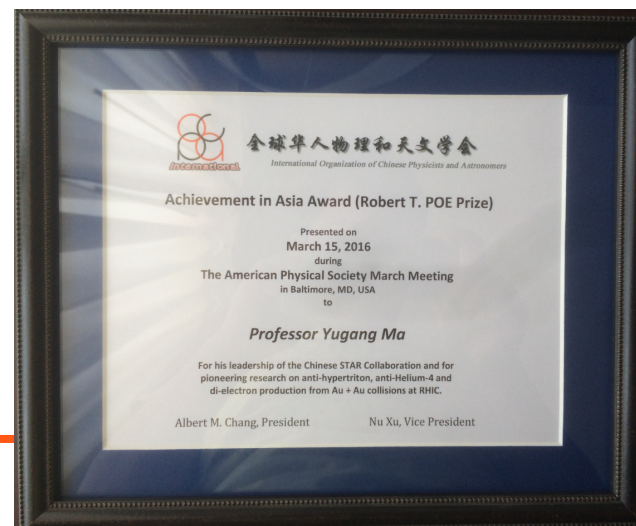 International
全球华人物理和天文学会
International Organization of Chinese Physicists and Astronomers
Achievement in Asia Award (Robert T. POE Prize)
Presented on
March 15, 2016
during
The American Physical Society March Meeting
in Baltimore, MD, USA
to
Professor Yugang Ma
For his leadership of the Chinese STAR Collaboration and for
pioneering research on anti-hypertriton, anti-Helium-4 and
di-electron production from Au + Au collisions at RHIC.
Albert M. Chang, President Nu Xu, Vice President